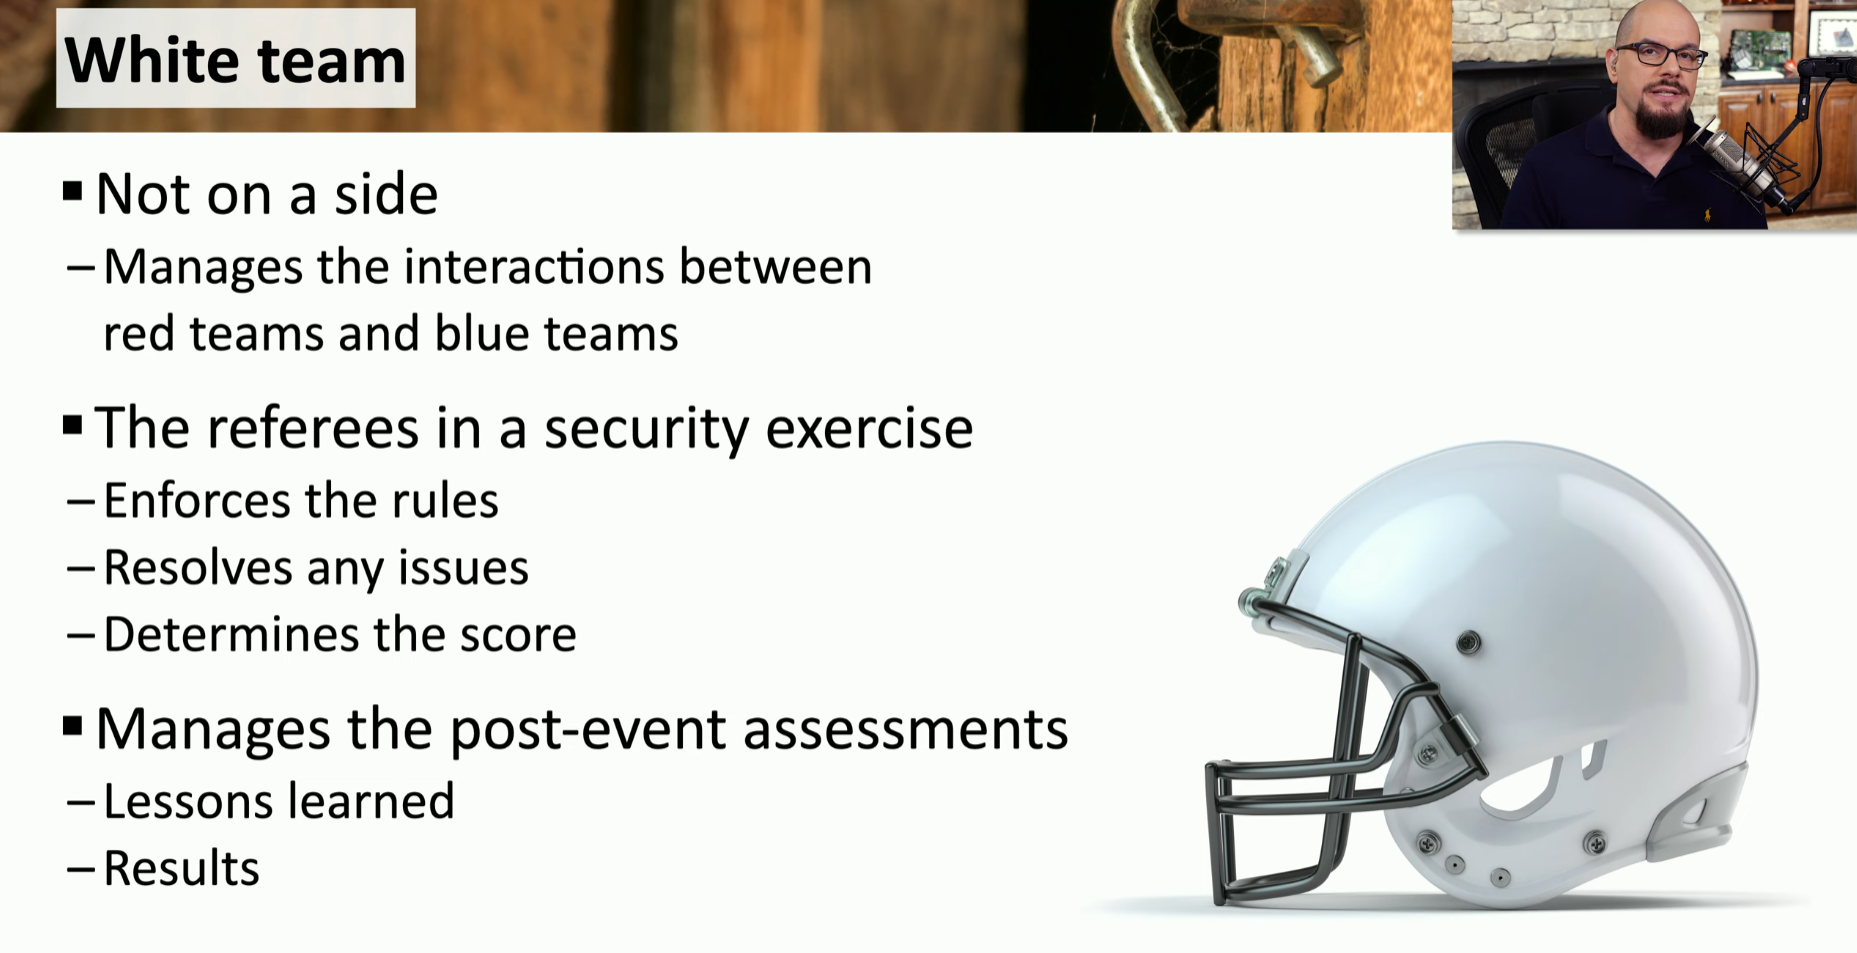 White team
▪ Not on a side
– Manages the interactions between
red teams and blue teams
▪ The referees in a security exercise
– Enforces the rules
– Resolves any issues
– Determines the score
▪ Manages the post-event assessments
– Lessons learned
– Results